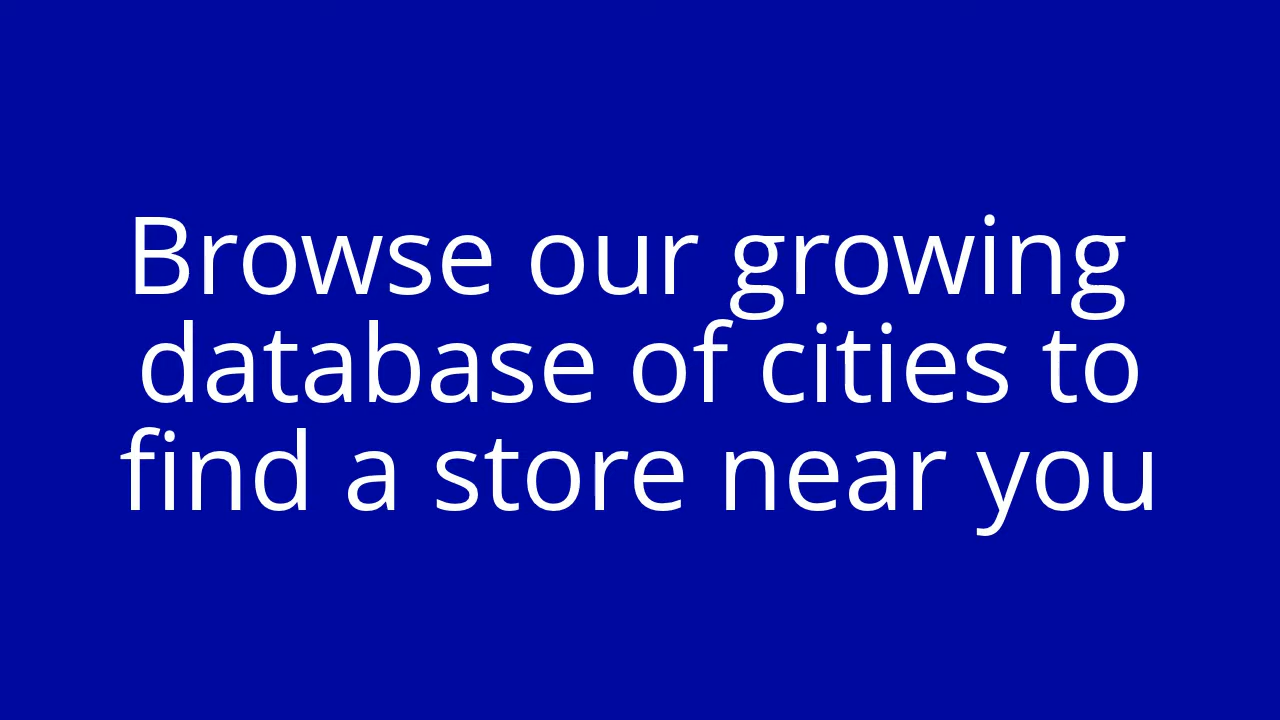 Browse our growing
database of cities to
find a store near you